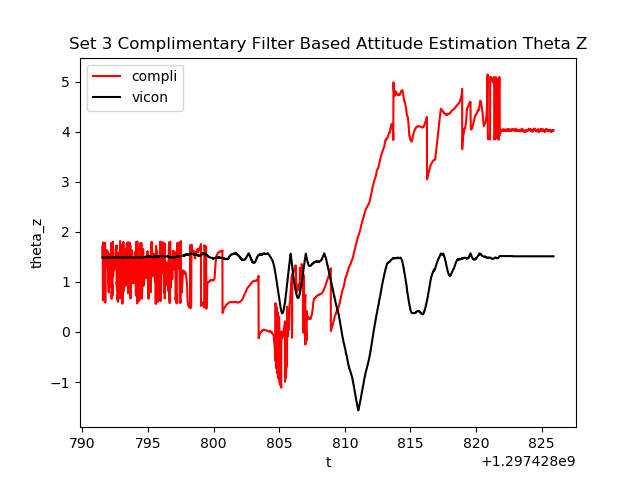 Set 3 Complimentary Filter Based Attitude Estimation Theta Z
compli
vicon
theta_z
5
4
3
2
1
0
−1
790
795
800
805
810
815
820
825
t
+1.297428e9